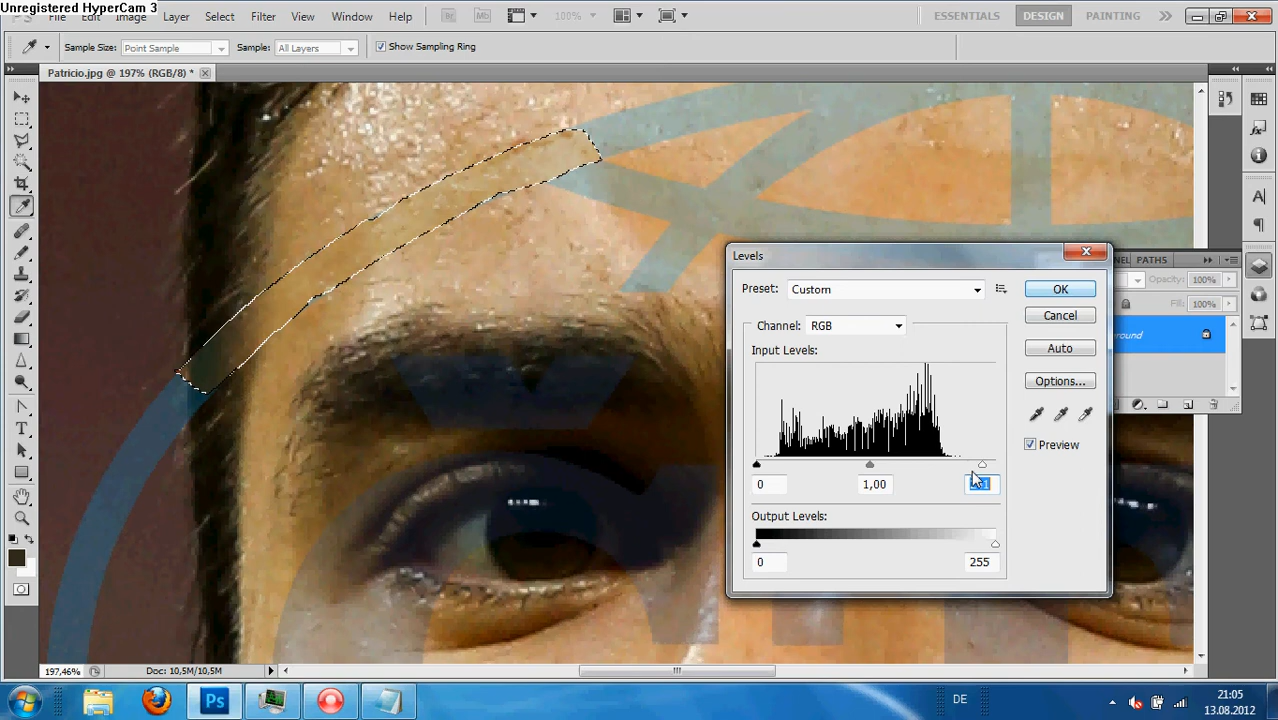 Unregistered HyperCam 3
File Edit Image Layer Select Filter View Window Help
Br Mb 100%
ESSENTIALS DESIGN PAINTING
Sample Size: Point Sample Sample: All Layers Show Sampling Ring
Patricio.jpg @ 197% (RGB/8) *
Levels
Preset: Custom
OK
Channel: RGB
Cancel
Input Levels:
Auto
Options...
Preview
0 1,00
Output Levels:
0 255
PATHS
Opacity: 100%
Fill: 100%
197,46% Doc: 10,5M/10,5M
Ps
DE
21:05
13.08.2012